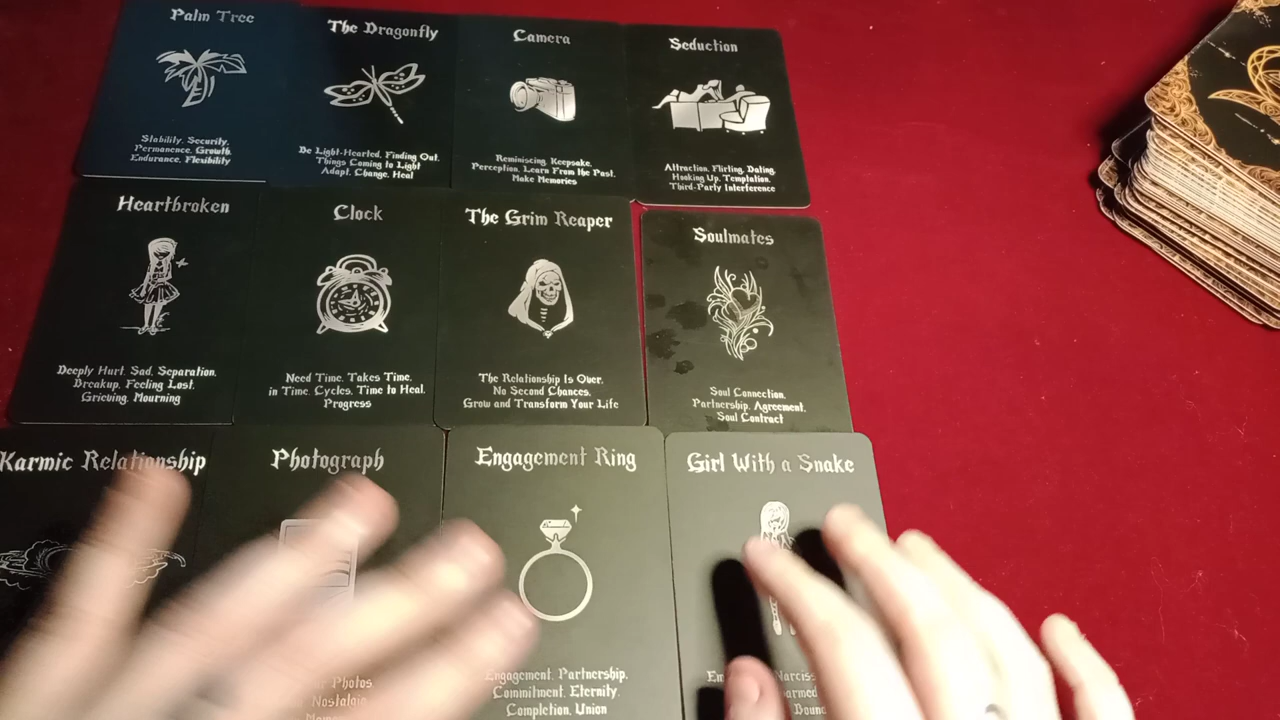 Palm Tree
Stability. Security.
Permanence. Growth.
Endurance. Flexibility
The Dragonfly
Be Light-Hearted. Finding Out.
Things Coming to Light
Adapt. Change. Heal
Camera
Reminiscing. Keepsake.
Perception. Learn From the Past.
Make Memories
Seduction
Attraction. Flirting. Dating.
Hooking Up. Temptation.
Third-Party Interference
Heartbroken
Deeply Hurt. Sad. Separation.
Breakup. Feeling Lost.
Grieving. Mourning
Clock
Need Time. Takes Time.
in Time. Cycles. Time to Heal.
Progress
The Grim Reaper
The Relationship Is Over.
No Second Chances.
Grow and Transform Your Life
Soulmates
Soul Connection.
Partnership. Agreement.
Soul Contract
Karmic Relationship
Photograph
Photos
Nostalgia
Engagement Ring
Engagement. Partnership.
Commitment. Eternity.
Completion. Union
Girl With a Snake